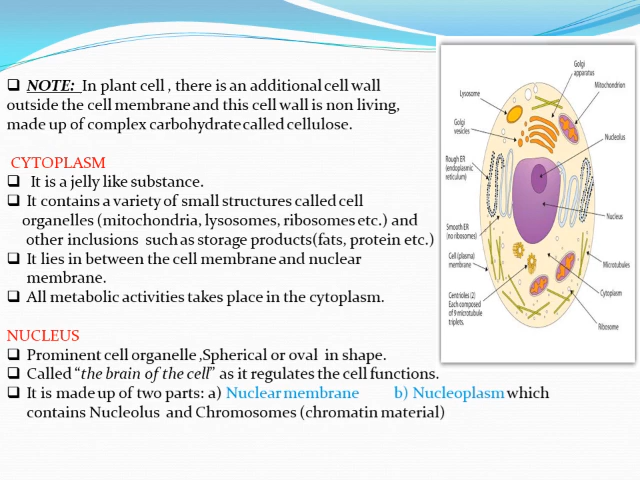 ❑ NOTE: In plant cell , there is an additional cell wall
outside the cell membrane and this cell wall is non living,
made up of complex carbohydrate called cellulose.
CYTOPLASM
❑ It is a jelly like substance.
❑ It contains a variety of small structures called cell
organelles (mitochondria, lysosomes, ribosomes etc.) and
other inclusions such as storage products(fats, protein etc.)
❑ It lies in between the cell membrane and nuclear
membrane.
❑ All metabolic activities takes place in the cytoplasm.
NUCLEUS
❑ Prominent cell organelle ,Spherical or oval in shape.
❑ Called “the brain of the cell” as it regulates the cell functions.
❑ It is made up of two parts: a) Nuclear membrane b) Nucleoplasm which
contains Nucleolus and Chromosomes (chromatin material)
Golgi
apparatus
Mitochondrion
Lysosome
Golgi
vesicles
Nucleolus
Rough ER
(endoplasmic
reticulum)
Nucleus
Smooth ER
(no ribosomes)
Cell (plasma)
membrane
Microtubules
Cytoplasm
Centrioles (2)
Each composed
of 9 microtubule
triplets.
Ribosome